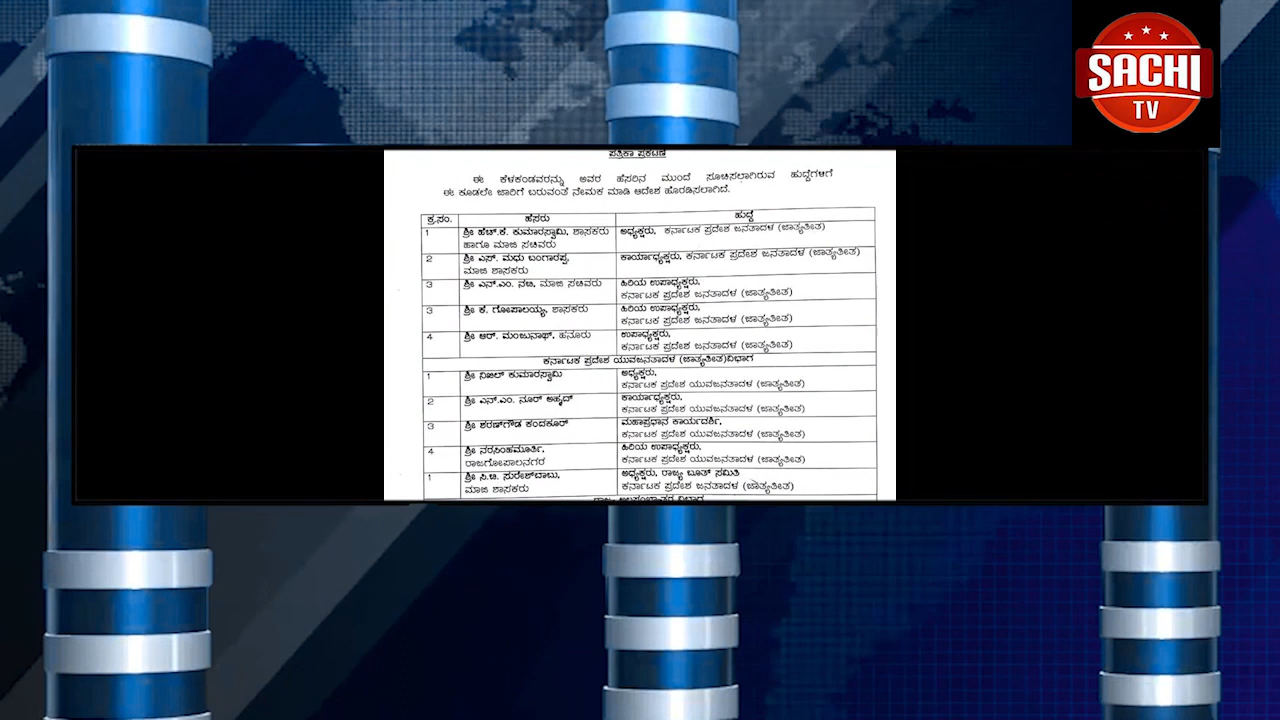 SACHI
TV
ಪತ್ರಿಕಾ ಪ್ರಕಟಣೆ
ಈ ಕೆಳಕಂಡವರನ್ನು ಅವರ ಹೆಸರಿನ ಮುಂದೆ ಸೂಚಿಸಲಾಗಿರುವ ಹುದ್ದೆಗಳಿಗೆ
ಈ ಕೂಡಲೇ ಜಾರಿಗೆ ಬರುವಂತೆ ನೇಮಕ ಮಾಡಿ ಆದೇಶ ಹೊರಡಿಸಲಾಗಿದೆ.
ಕ್ರ.ಸಂ. ಹೆಸರು ಹುದ್ದೆ
1 ಶ್ರೀ ಹೆಚ್.ಕೆ. ಕುಮಾರಸ್ವಾಮಿ, ಶಾಸಕರು ಅಧ್ಯಕ್ಷರು, ಕರ್ನಾಟಕ ಪ್ರದೇಶ ಜನತಾದಳ (ಜಾತ್ಯತೀತ)
ಹಾಗೂ ಮಾಜಿ ಸಚಿವರು
2 ಶ್ರೀ ಎಸ್. ಮಧು ಬಂಗಾರಪ್ಪ, ಕಾರ್ಯಾಧ್ಯಕ್ಷರು, ಕರ್ನಾಟಕ ಪ್ರದೇಶ ಜನತಾದಳ (ಜಾತ್ಯತೀತ)
ಮಾಜಿ ಶಾಸಕರು
3 ಶ್ರೀ ಎನ್.ಎಂ. ನಬಿ, ಮಾಜಿ ಸಚಿವರು ಹಿರಿಯ ಉಪಾಧ್ಯಕ್ಷರು,
ಕರ್ನಾಟಕ ಪ್ರದೇಶ ಜನತಾದಳ (ಜಾತ್ಯತೀತ)
3 ಶ್ರೀ ಕೆ. ಗೋಪಾಲಯ್ಯ, ಶಾಸಕರು ಹಿರಿಯ ಉಪಾಧ್ಯಕ್ಷರು,
ಕರ್ನಾಟಕ ಪ್ರದೇಶ ಜನತಾದಳ (ಜಾತ್ಯತೀತ)
4 ಶ್ರೀ ಆರ್. ಮಂಜುನಾಥ್, ಹನೂರು ಉಪಾಧ್ಯಕ್ಷರು,
ಕರ್ನಾಟಕ ಪ್ರದೇಶ ಜನತಾದಳ (ಜಾತ್ಯತೀತ)
ಕರ್ನಾಟಕ ಪ್ರದೇಶ ಯುವಜನತಾದಳ (ಜಾತ್ಯತೀತ)ವಿಭಾಗ
1 ಶ್ರೀ ನಿಖಿಲ್ ಕುಮಾರಸ್ವಾಮಿ ಅಧ್ಯಕ್ಷರು,
ಕರ್ನಾಟಕ ಪ್ರದೇಶ ಯುವಜನತಾದಳ (ಜಾತ್ಯತೀತ)
2 ಶ್ರೀ ಎನ್.ಎಂ. ನೂರ್ ಅಹ್ಮದ್ ಕಾರ್ಯಾಧ್ಯಕ್ಷರು,
ಕರ್ನಾಟಕ ಪ್ರದೇಶ ಯುವಜನತಾದಳ (ಜಾತ್ಯತೀತ)
3 ಶ್ರೀ ಶರಣ್‌ಗೌಡ ಕಂದಕೂರ್ ಮಹಾಪ್ರಧಾನ ಕಾರ್ಯದರ್ಶಿ,
ಕರ್ನಾಟಕ ಪ್ರದೇಶ ಯುವಜನತಾದಳ (ಜಾತ್ಯತೀತ)
4 ಶ್ರೀ ನರಸಿಂಹಮೂರ್ತಿ, ಹಿರಿಯ ಉಪಾಧ್ಯಕ್ಷರು,
ರಾಜಗೋಪಾಲನಗರ ಕರ್ನಾಟಕ ಪ್ರದೇಶ ಯುವಜನತಾದಳ (ಜಾತ್ಯತೀತ)
1 ಶ್ರೀ ಸಿ.ಬಿ. ಸುರೇಶ್‌ಬಾಬು, ಅಧ್ಯಕ್ಷರು, ರಾಜ್ಯ ಬೂತ್ ಸಮಿತಿ
ಮಾಜಿ ಶಾಸಕರು ಕರ್ನಾಟಕ ಪ್ರದೇಶ ಜನತಾದಳ (ಜಾತ್ಯತೀತ)